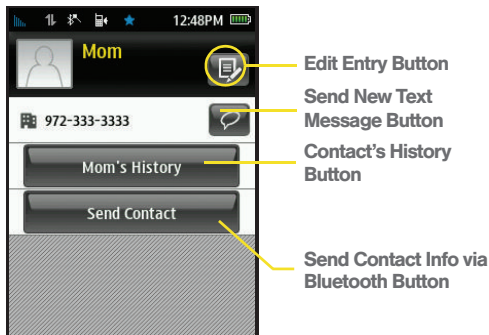 12:48PM
Mom
Edit Entry Button
972-333-3333
Send New Text
Message Button
Mom's History
Contact's History
Button
Send Contact
Send Contact Info via
Bluetooth Button